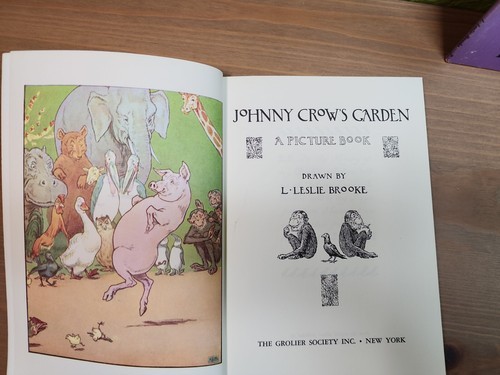 JOHNNY CROW'S GARDEN
A PICTURE BOOK
DRAWN BY
L·LESLIE BROOKE
THE GROLIER SOCIETY INC. • NEW YORK